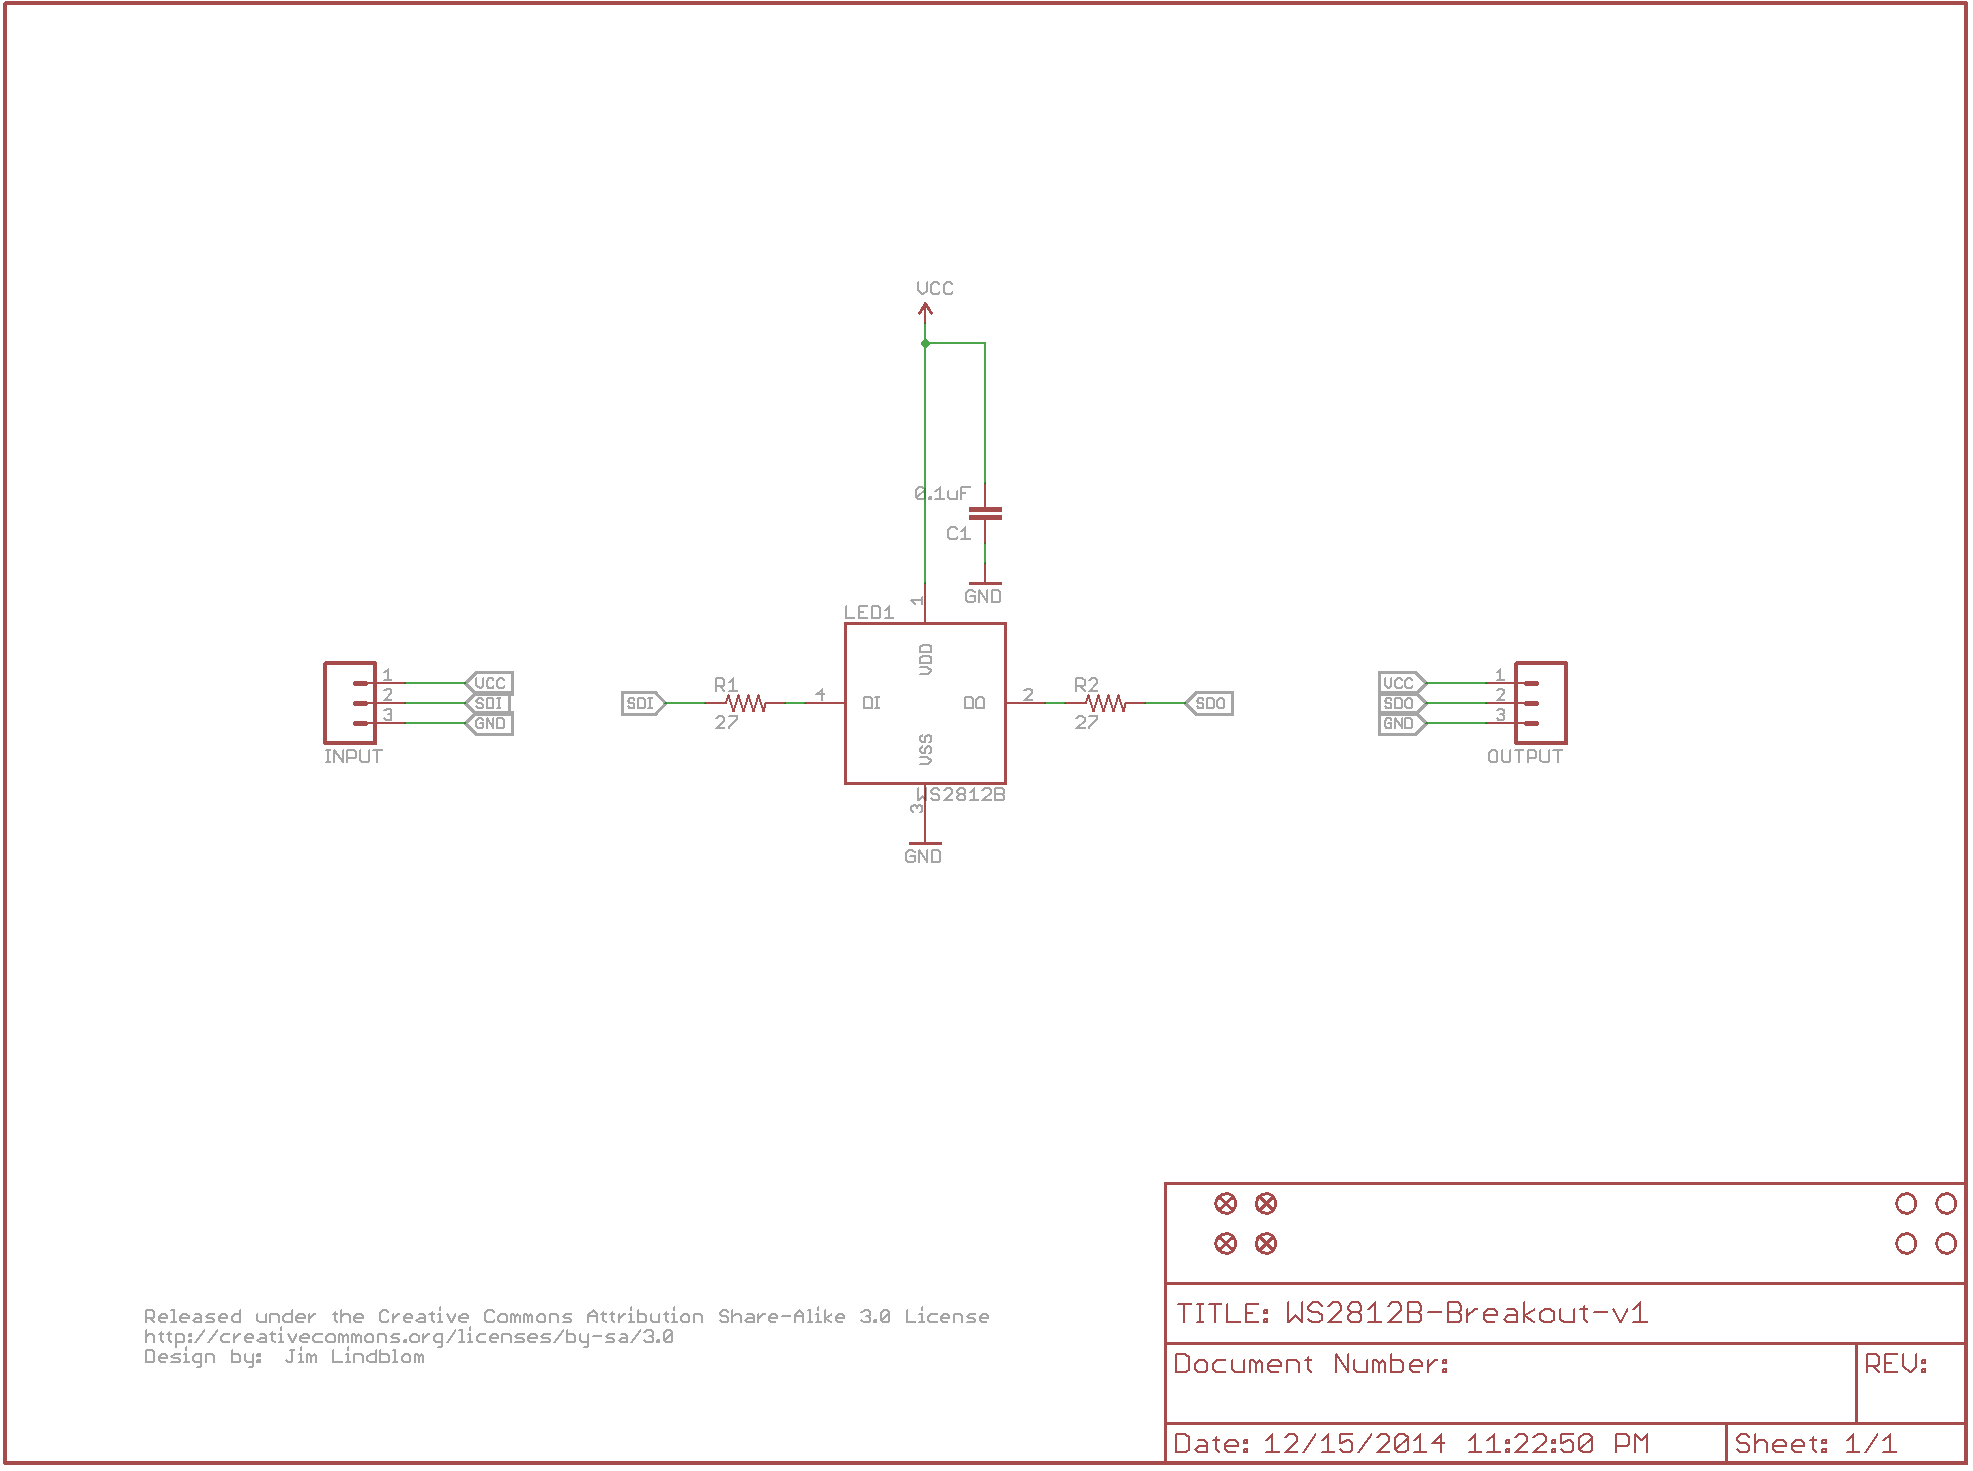 VCC
0.1uF
C1
GND
LED1
1
VDD
INPUT
1
2
3
VCC
SDI
GND
SDI
R1
27
4
DI
DO
2
R2
27
SDO
VSS
WS2812B
3
GND
VCC
SDO
GND
1
2
3
OUTPUT
Released under the Creative Commons Attribution Share-Alike 3.0 License
http://creativecommons.org/licenses/by-sa/3.0
Design by: Jim Lindblom
TITLE: WS2812B-Breakout-v1
Document Number:
REV:
Date: 12/15/2014 11:22:50 PM
Sheet: 1/1